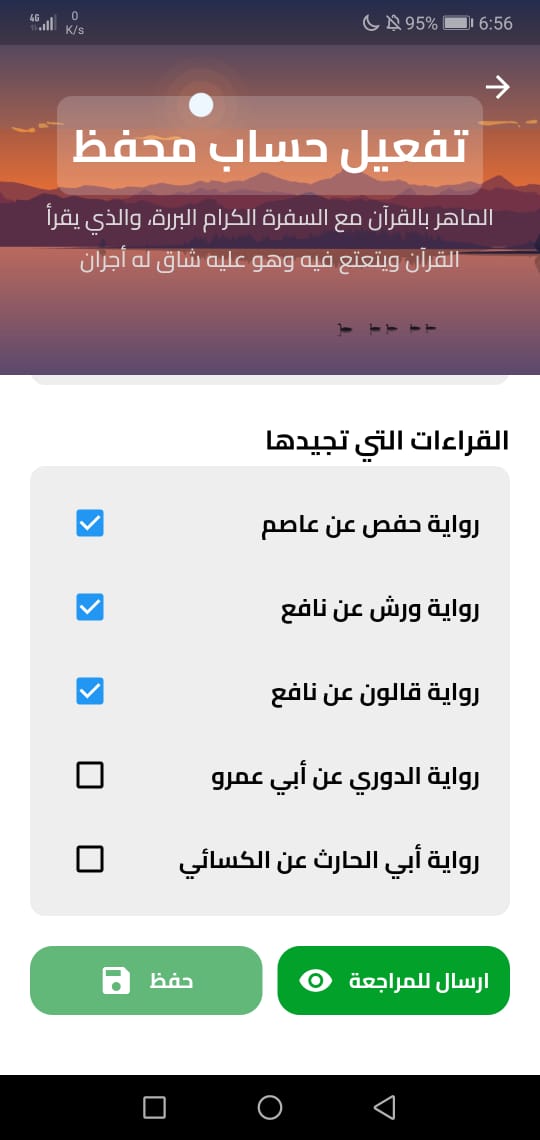 4G 0 K/s 95% 6:56
تفعيل حساب محفظ
الماهر بالقرآن مع السفرة الكرام البررة، والذي يقرأ
القرآن ويتعتع فيه وهو عليه شاق له أجران
القراءات التي تجيدها
رواية حفص عن عاصم
رواية ورش عن نافع
رواية قالون عن نافع
رواية الدوري عن أبي عمرو
رواية أبي الحارث عن الكسائي
ارسال للمراجعة
حفظ